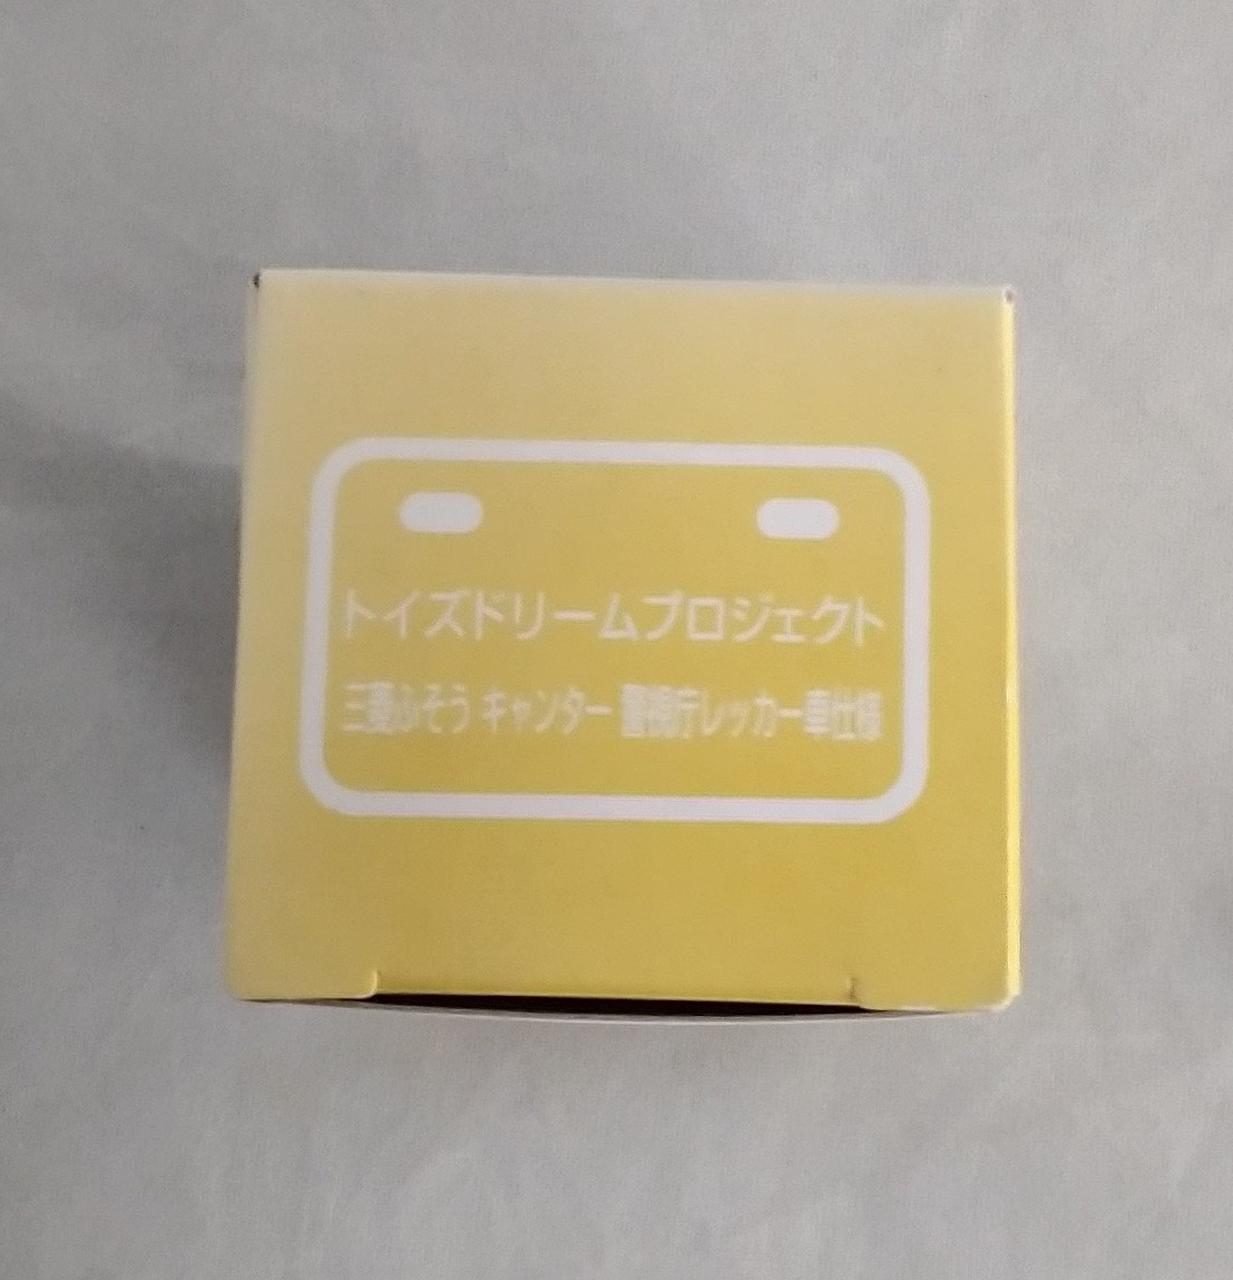 トイズドリームプロジェクト
三菱ふそう キャンター 警視庁レッカー車仕様